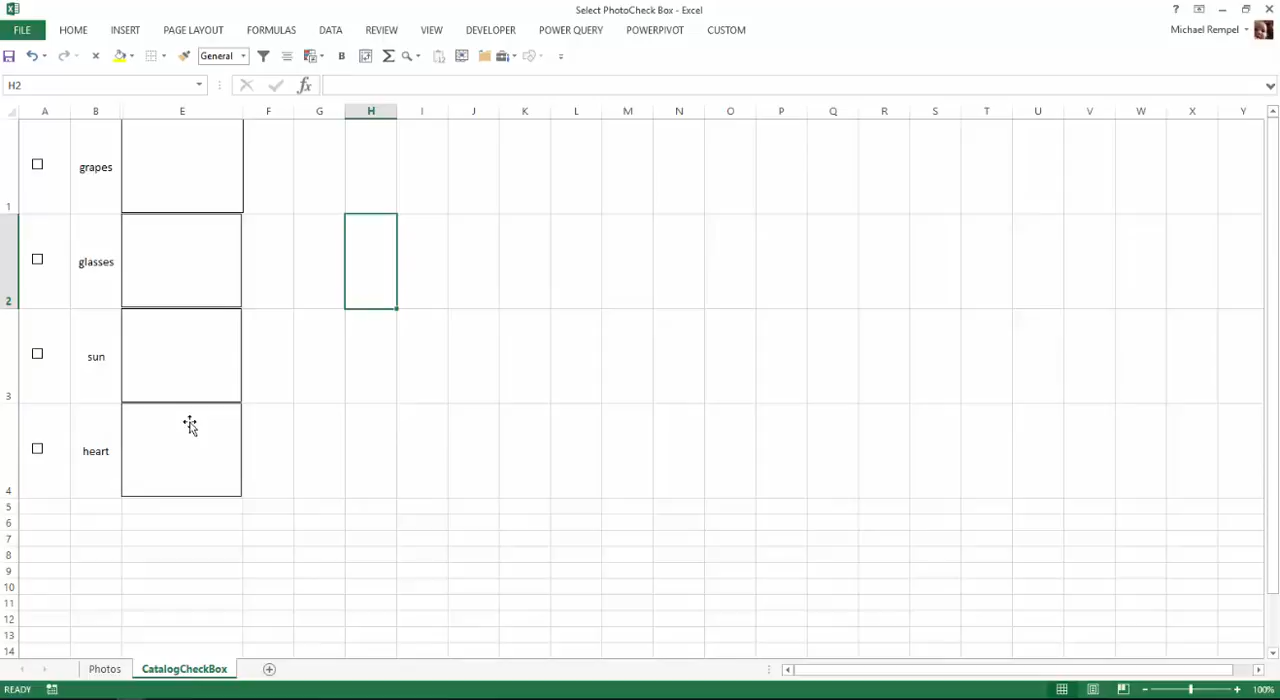 Select PhotoCheck Box - Excel
?
FILE HOME INSERT PAGE LAYOUT FORMULAS DATA REVIEW VIEW DEVELOPER POWER QUERY POWERPIVOT CUSTOM Michael Rempel
General B Σ
H2 fx
A B E F G H I J K L M N O P Q R S T U V W X Y
grapes
1
glasses
2
sun
3
heart
4
5
6
7
8
9
10
11
12
13
14
Photos CatalogCheckBox
READY 100%